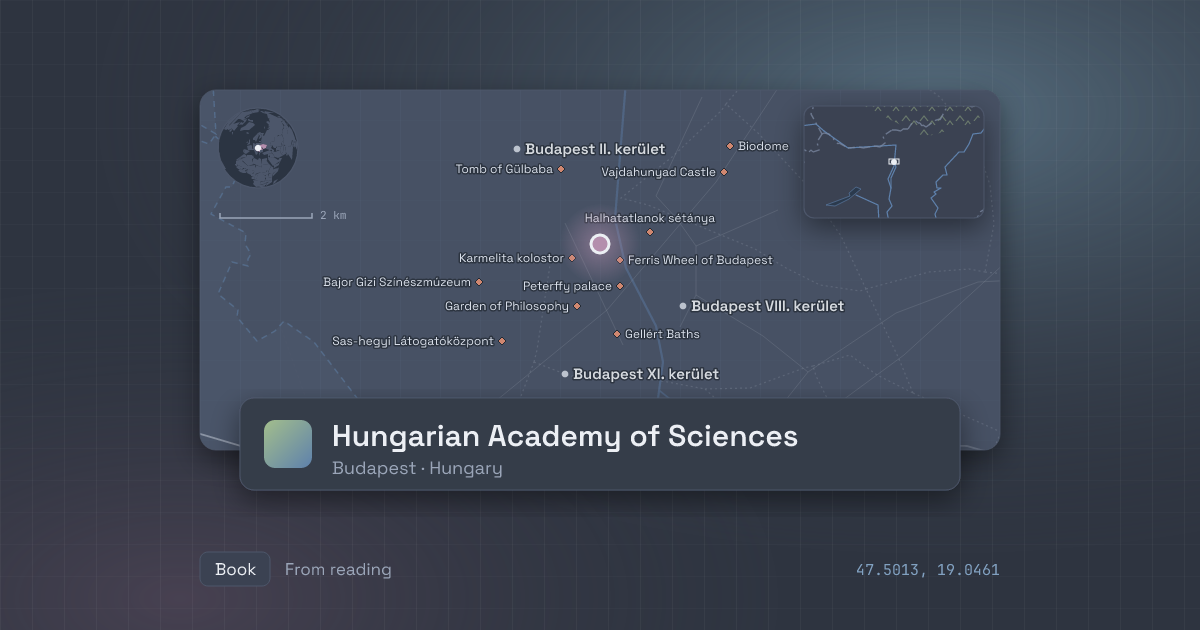 Budapest II. kerület
Biodome
Tomb of Gülbaba
Vajdahunyad Castle
2 km
Halhatatlanok sétánya
Karmelita kolostor
Ferris Wheel of Budapest
Bajor Gizi Színészmúzeum
Peterffy palace
Garden of Philosophy
Budapest VIII. kerület
Gellért Baths
Sas-hegyi Látogatóközpont
Budapest XI. kerület
Hungarian Academy of Sciences
Budapest · Hungary
Book
From reading
47.5013, 19.0461